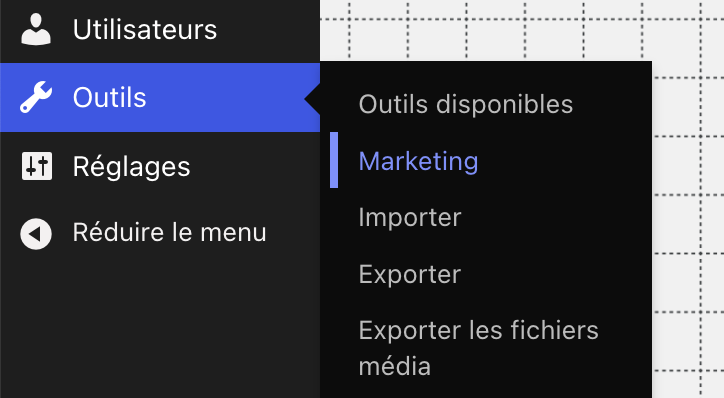 Utilisateurs
Outils
Réglages
Réduire le menu
Outils disponibles
Marketing
Importer
Exporter
Exporter les fichiers
média